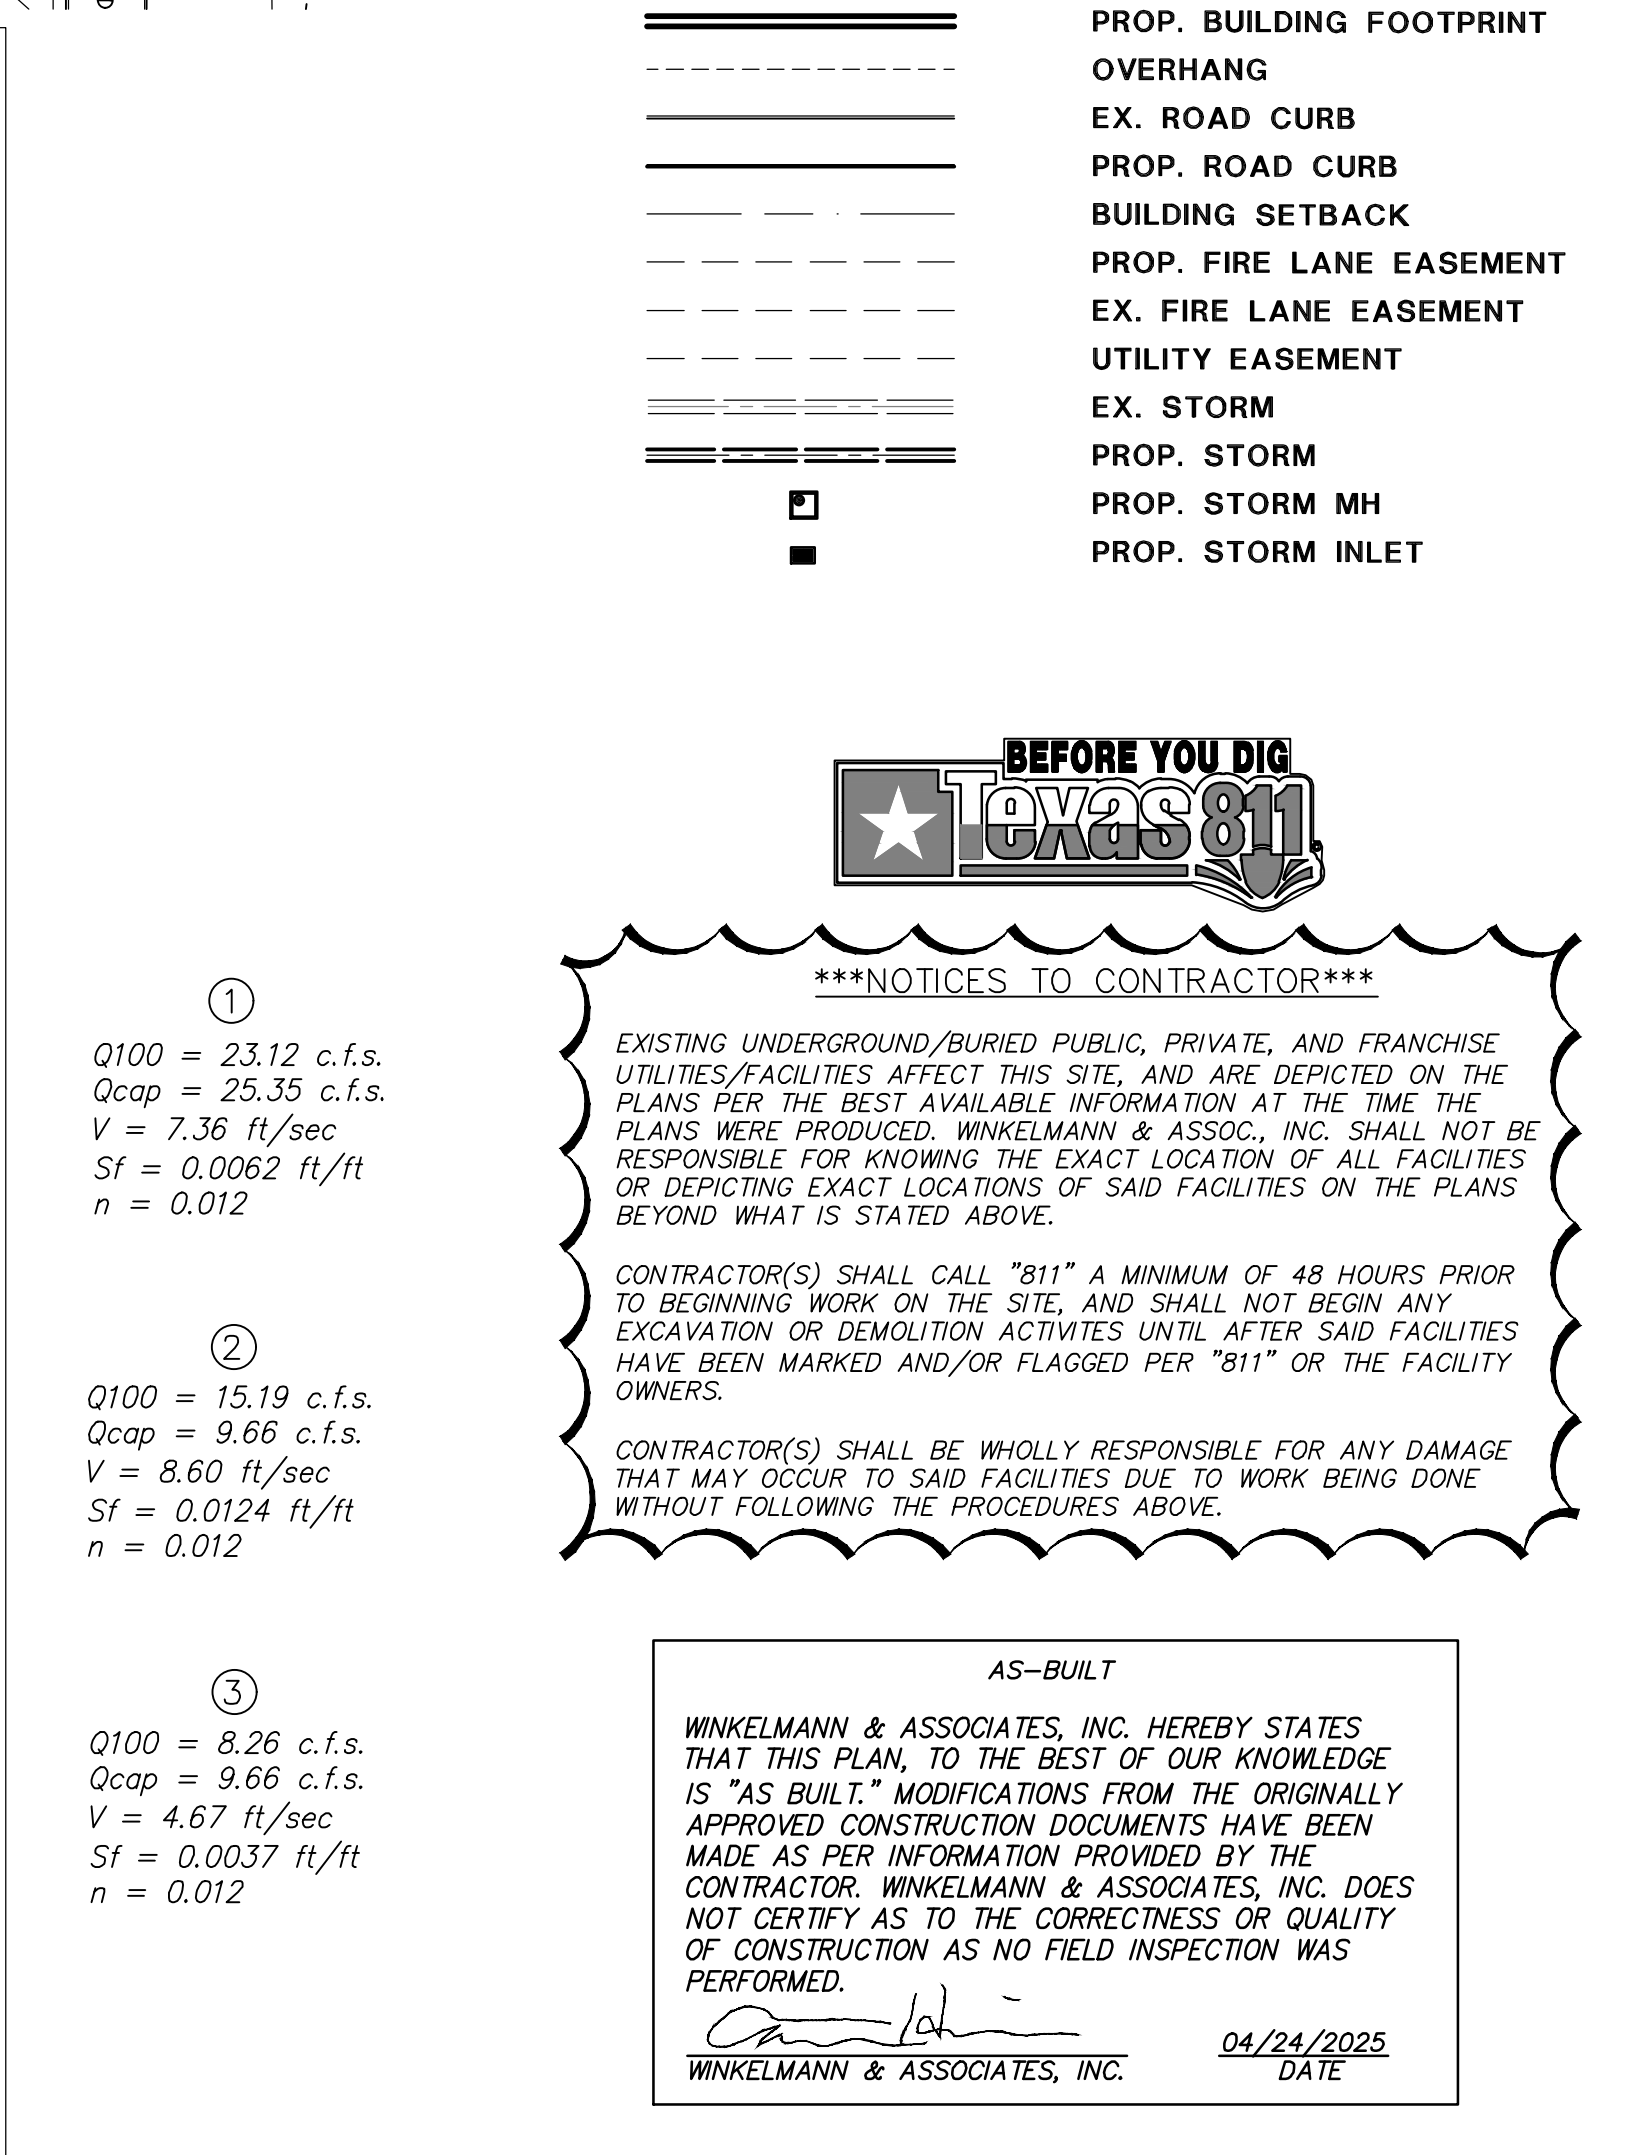 PROP. BUILDING FOOTPRINT
OVERHANG
EX. ROAD CURB
PROP. ROAD CURB
BUILDING SETBACK
PROP. FIRE LANE EASEMENT
EX. FIRE LANE EASEMENT
UTILITY EASEMENT
EX. STORM
PROP. STORM
PROP. STORM MH
PROP. STORM INLET
BEFORE YOU DIG
Texas 811
1
Q100 = 23.12 c.f.s.
Qcap = 25.35 c.f.s.
V = 7.36 ft/sec
Sf = 0.0062 ft/ft
n = 0.012
2
Q100 = 15.19 c.f.s.
Qcap = 9.66 c.f.s.
V = 8.60 ft/sec
Sf = 0.0124 ft/ft
n = 0.012
3
Q100 = 8.26 c.f.s.
Qcap = 9.66 c.f.s.
V = 4.67 ft/sec
Sf = 0.0037 ft/ft
n = 0.012
***NOTICES TO CONTRACTOR***
EXISTING UNDERGROUND/BURIED PUBLIC, PRIVATE, AND FRANCHISE
UTILITIES/FACILITIES AFFECT THIS SITE, AND ARE DEPICTED ON THE
PLANS PER THE BEST AVAILABLE INFORMATION AT THE TIME THE
PLANS WERE PRODUCED. WINKELMANN & ASSOC., INC. SHALL NOT BE
RESPONSIBLE FOR KNOWING THE EXACT LOCATION OF ALL FACILITIES
OR DEPICTING EXACT LOCATIONS OF SAID FACILITIES ON THE PLANS
BEYOND WHAT IS STATED ABOVE.
CONTRACTOR(S) SHALL CALL "811" A MINIMUM OF 48 HOURS PRIOR
TO BEGINNING WORK ON THE SITE, AND SHALL NOT BEGIN ANY
EXCAVATION OR DEMOLITION ACTIVITES UNTIL AFTER SAID FACILITIES
HAVE BEEN MARKED AND/OR FLAGGED PER "811" OR THE FACILITY
OWNERS.
CONTRACTOR(S) SHALL BE WHOLLY RESPONSIBLE FOR ANY DAMAGE
THAT MAY OCCUR TO SAID FACILITIES DUE TO WORK BEING DONE
WITHOUT FOLLOWING THE PROCEDURES ABOVE.
AS-BUILT
WINKELMANN & ASSOCIATES, INC. HEREBY STATES
THAT THIS PLAN, TO THE BEST OF OUR KNOWLEDGE
IS "AS BUILT." MODIFICATIONS FROM THE ORIGINALLY
APPROVED CONSTRUCTION DOCUMENTS HAVE BEEN
MADE AS PER INFORMATION PROVIDED BY THE
CONTRACTOR. WINKELMANN & ASSOCIATES, INC. DOES
NOT CERTIFY AS TO THE CORRECTNESS OR QUALITY
OF CONSTRUCTION AS NO FIELD INSPECTION WAS
PERFORMED.
04/24/2025
WINKELMANN & ASSOCIATES, INC. DATE